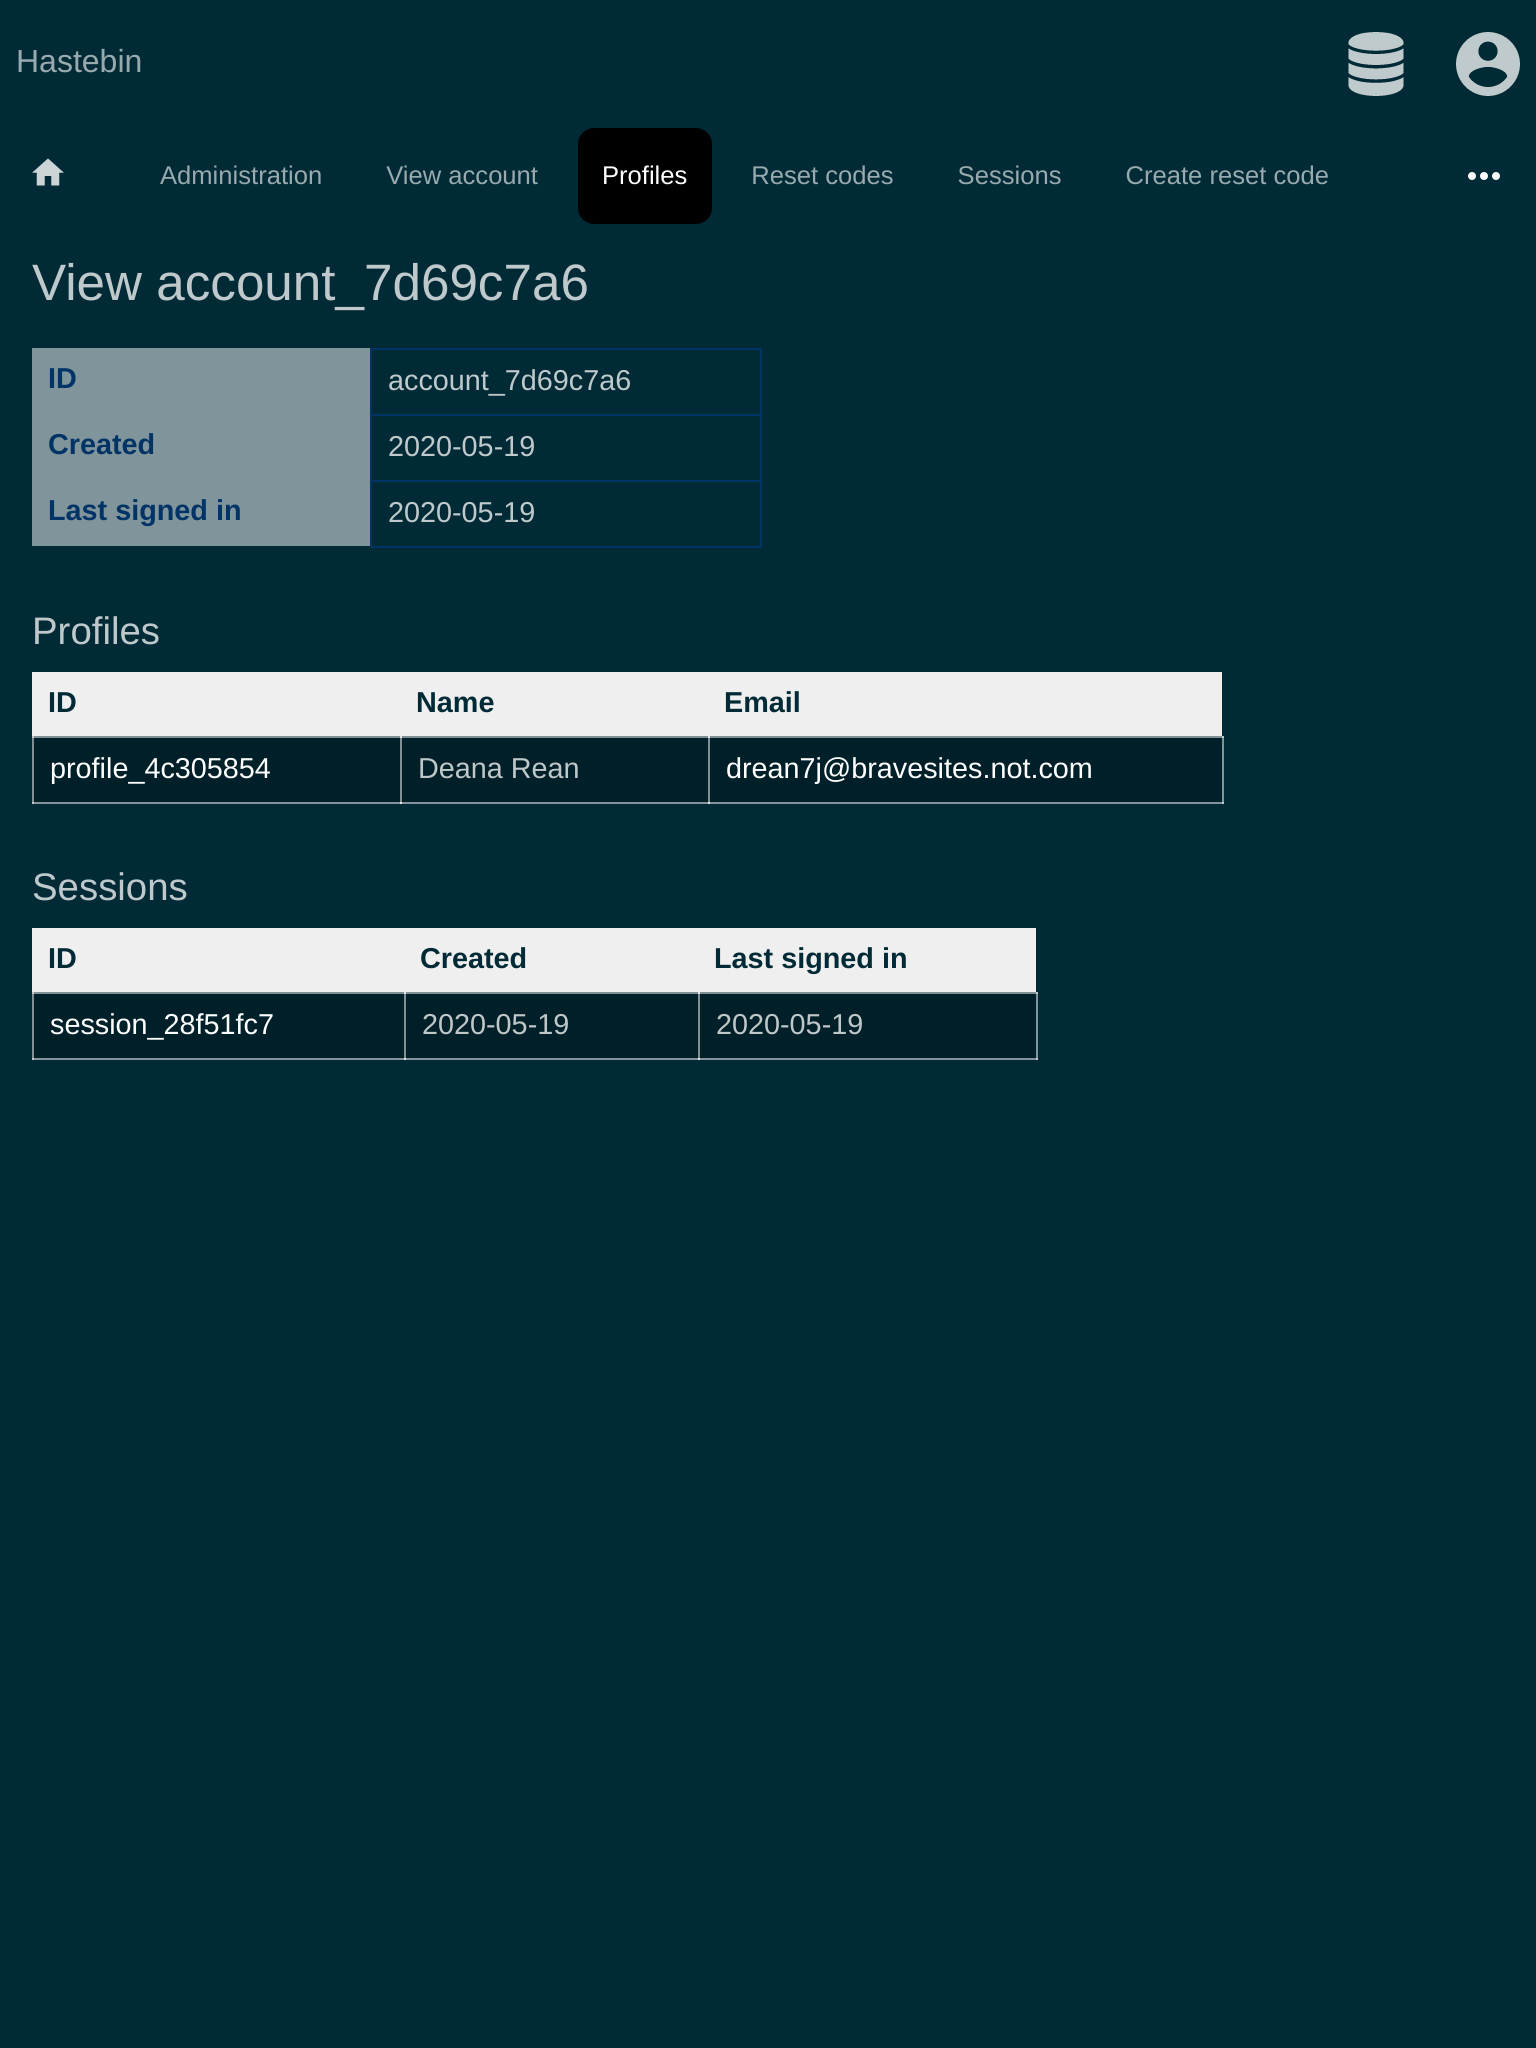 Hastebin
Administration View account Profiles Reset codes Sessions Create reset code
View account_7d69c7a6
ID account_7d69c7a6
Created 2020-05-19
Last signed in 2020-05-19
Profiles
ID Name Email
profile_4c305854 Deana Rean drean7j@bravesites.not.com
Sessions
ID Created Last signed in
session_28f51fc7 2020-05-19 2020-05-19